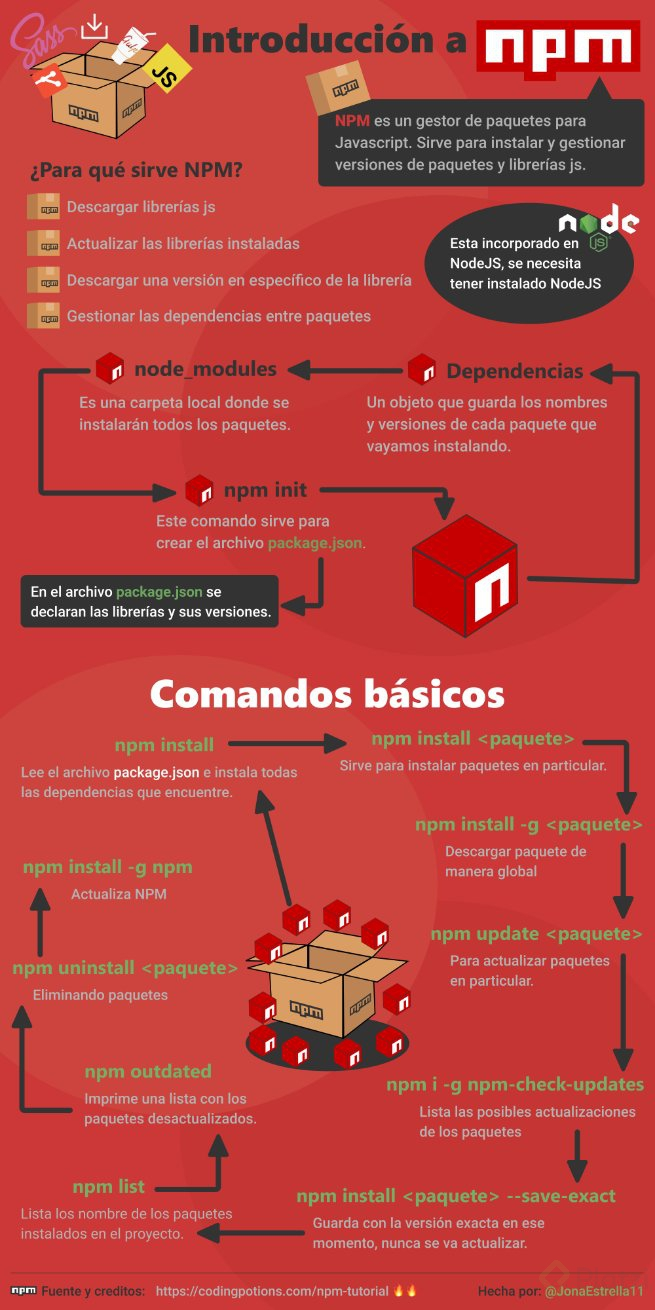 Sass
JS
npm
npm
Introducción a npm
npm
NPM es un gestor de paquetes para
Javascript. Sirve para instalar y gestionar
versiones de paquetes y librerías js.
¿Para qué sirve NPM?
npm
Descargar librerías js
npm
Actualizar las librerías instaladas
npm
Descargar una versión en específico de la librería
npm
Gestionar las dependencias entre paquetes
node
JS
Esta incorporado en
NodeJS, se necesita
tener instalado NodeJS
n node_modules
Es una carpeta local donde se
instalarán todos los paquetes.
n Dependencias
Un objeto que guarda los nombres
y versiones de cada paquete que
vayamos instalando.
n npm init
Este comando sirve para
crear el archivo package.json.
n
En el archivo package.json se
declaran las librerías y sus versiones.
Comandos básicos
npm install
Lee el archivo package.json e instala todas
las dependencias que encuentre.
npm install <paquete>
Sirve para instalar paquetes en particular.
npm install -g <paquete>
Descargar paquete de
manera global
npm update <paquete>
Para actualizar paquetes
en particular.
npm i -g npm-check-updates
Lista las posibles actualizaciones
de los paquetes
npm install <paquete> --save-exact
Guarda con la versión exacta en ese
momento, nunca se va actualizar.
npm list
Lista los nombre de los paquetes
instalados en el proyecto.
npm outdated
Imprime una lista con los
paquetes desactualizados.
npm uninstall <paquete>
Eliminando paquetes
npm install -g npm
Actualiza NPM
npm
npm
npm Fuente y creditos: https://codingpotions.com/npm-tutorial
Hecha por: @JonaEstrella11